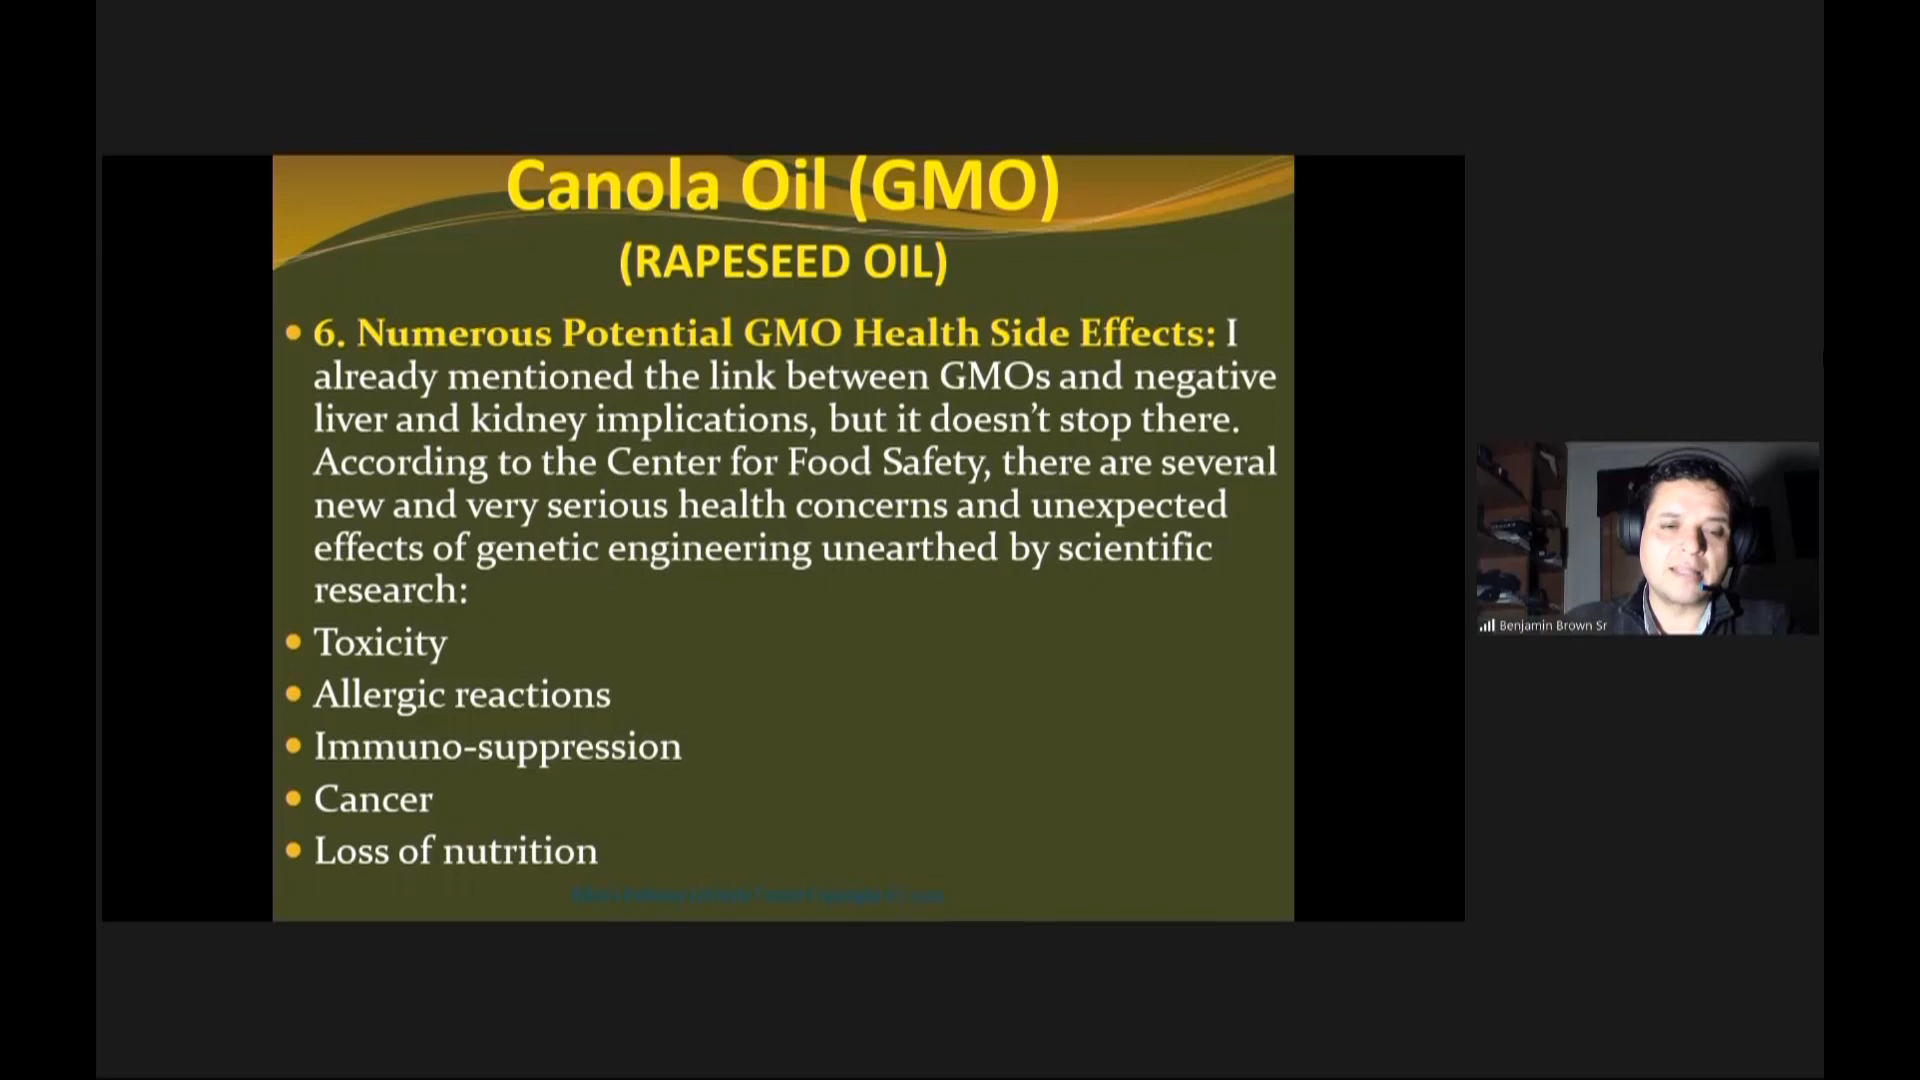 Canola Oil (GMO)
(RAPESEED OIL)
6. Numerous Potential GMO Health Side Effects: I
already mentioned the link between GMOs and negative
liver and kidney implications, but it doesn’t stop there.
According to the Center for Food Safety, there are several
new and very serious health concerns and unexpected
effects of genetic engineering unearthed by scientific
research:
Toxicity
Allergic reactions
Immuno-suppression
Cancer
Loss of nutrition
Benjamin Brown Sr